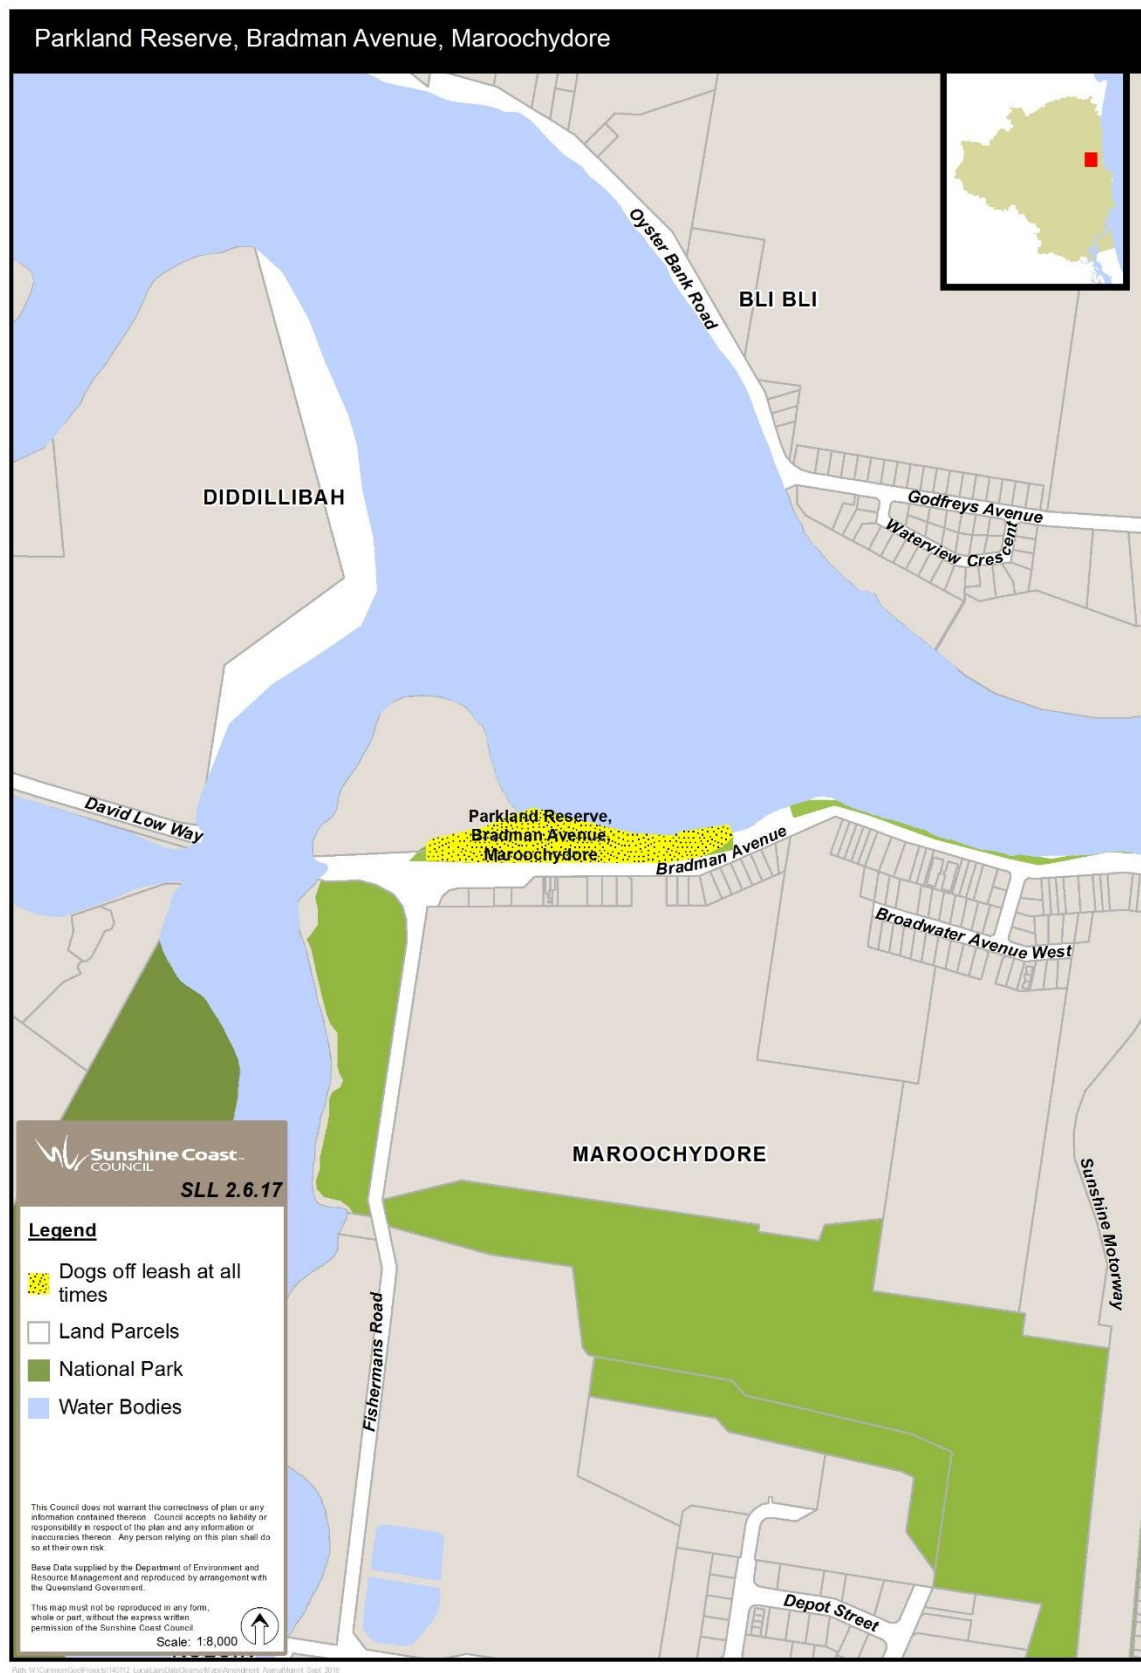 Parkland Reserve, Bradman Avenue, Maroochydore
Oyster Bank Road
BLI BLI
DIDDILLIBAH
Godfreys Avenue
Waterview Crescent
David Low Way
Parkland Reserve,
Bradman Avenue,
Maroochydore
Bradman Avenue
Broadwater Avenue West
MAROOCHYDORE
Sunshine Motorway
Fishermans Road
Depot Street
Sunshine Coast
COUNCIL
SLL 2.6.17
Legend
Dogs off leash at all
times
Land Parcels
National Park
Water Bodies
This Council does not warrant the correctness of plan or any
information contained thereon. Council accepts no liability or
responsibility in respect of the plan and any information or
inaccuracies thereon. Any person relying on this plan shall do
so at their own risk.
Base Data supplied by the Department of Environment and
Resource Management and reproduced by arrangement with
the Queensland Government.
This map must not be reproduced in any form,
whole or part, without the express written
permission of the Sunshine Coast Council.
Scale: 1:8,000